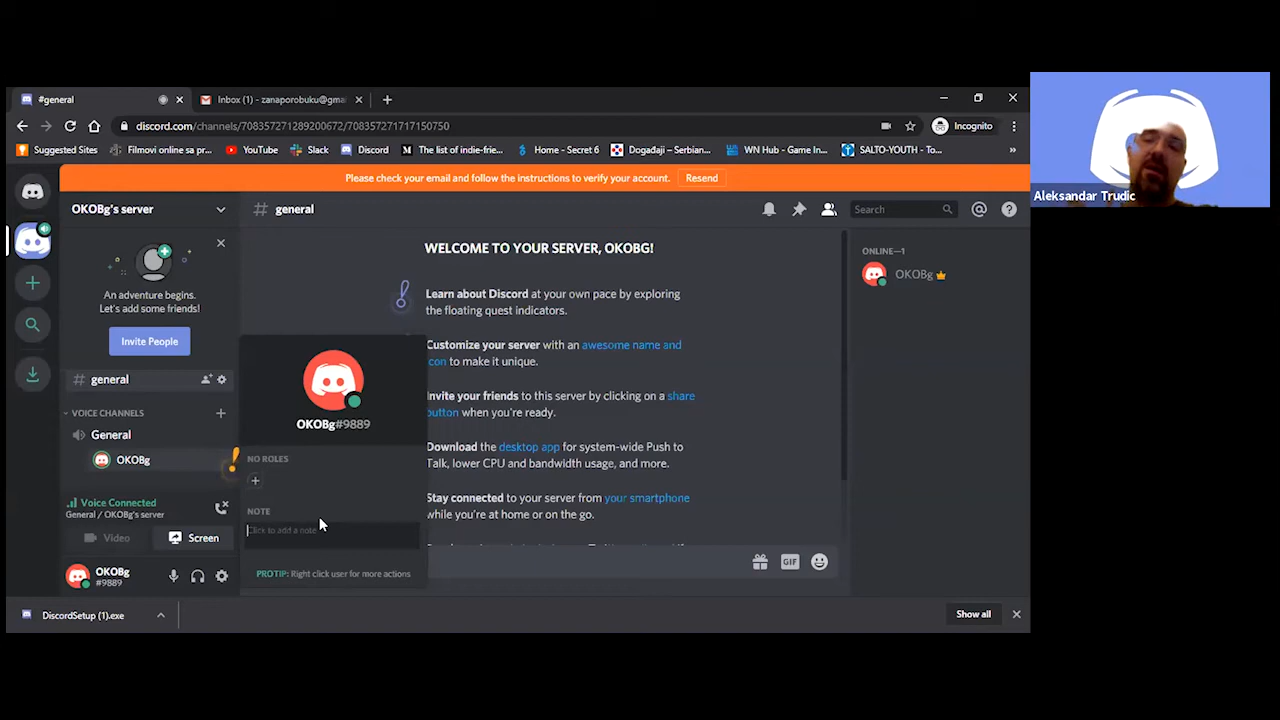 #general
Inbox (1) - zanaporobuku@gma
discord.com/channels/708357271289200672/708357271717150750
Incognito
Suggested Sites
Filmovi online sa pr...
YouTube
Slack
Discord
The list of indie-frie...
Home - Secret 6
Događaji – Serbian...
WN Hub - Game In...
SALTO-YOUTH - To...
»
Please check your email and follow the instructions to verify your account.
Resend
Aleksandar Trudic
OKOBg's server
# general
Search
An adventure begins.
Let's add some friends!
Invite People
# general
VOICE CHANNELS
General
OKOBg
Voice Connected
General / OKOBg's server
Video
Screen
OKOBg
#9889
OKOBg#9889
NO ROLES
NOTE
Click to add a note
PROTIP: Right click user for more actions
WELCOME TO YOUR SERVER, OKOBG!
Learn about Discord at your own pace by exploring
the floating quest indicators.
Customize your server with an awesome name and
icon to make it unique.
Invite your friends to this server by clicking on a share
button when you're ready.
Download the desktop app for system-wide Push to
Talk, lower CPU and bandwidth usage, and more.
Stay connected to your server from your smartphone
while you're at home or on the go.
GIF
ONLINE—1
OKOBg
DiscordSetup (1).exe
Show all